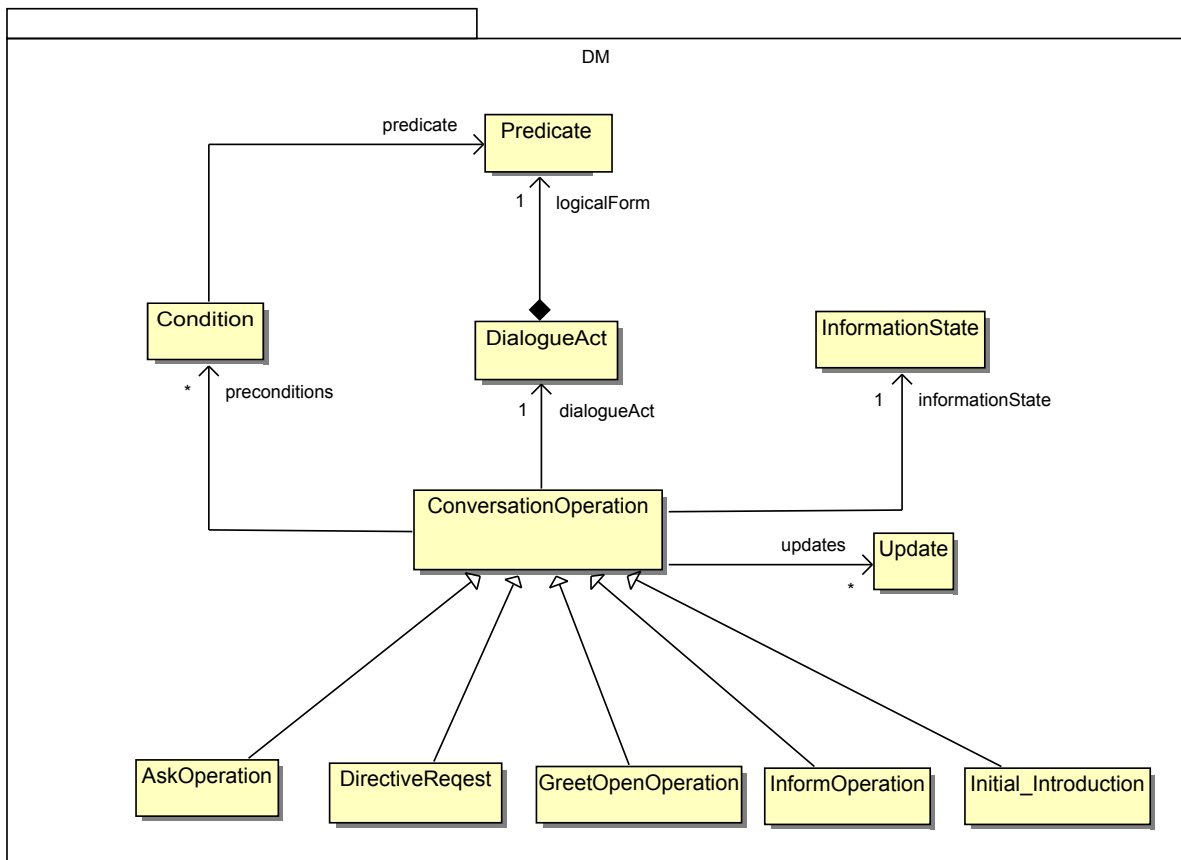 DM
predicate
Predicate
1
logicalForm
Condition
DialogueAct
InformationState
*
preconditions
1
dialogueAct
1
informationState
ConversationOperation
updates
Update
*
AskOperation
DirectiveReqest
GreetOpenOperation
InformOperation
Initial_Introduction